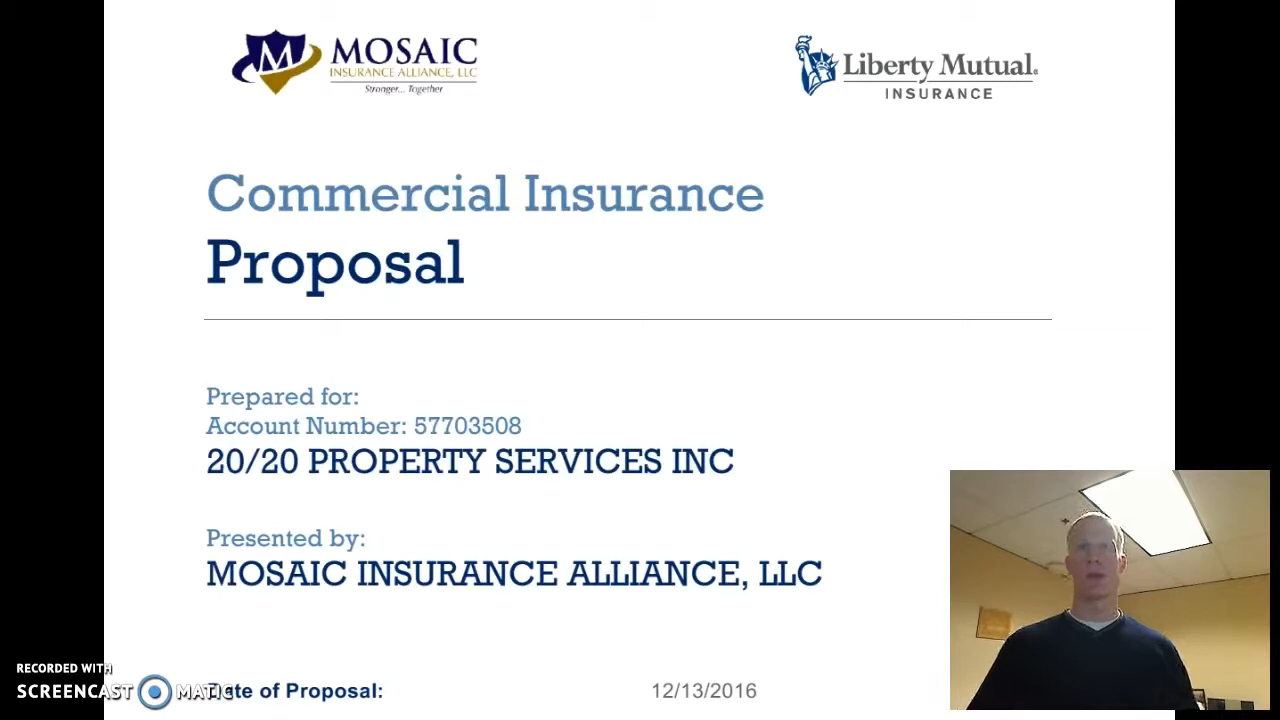 MOSAIC
INSURANCE ALLIANCE, LLC
Stronger... Together
Liberty Mutual.
INSURANCE
Commercial Insurance
Proposal
Prepared for:
Account Number: 57703508
20/20 PROPERTY SERVICES INC
Presented by:
MOSAIC INSURANCE ALLIANCE, LLC
RECORDED WITH
SCREENCAST MATIC
ate of Proposal: 12/13/2016